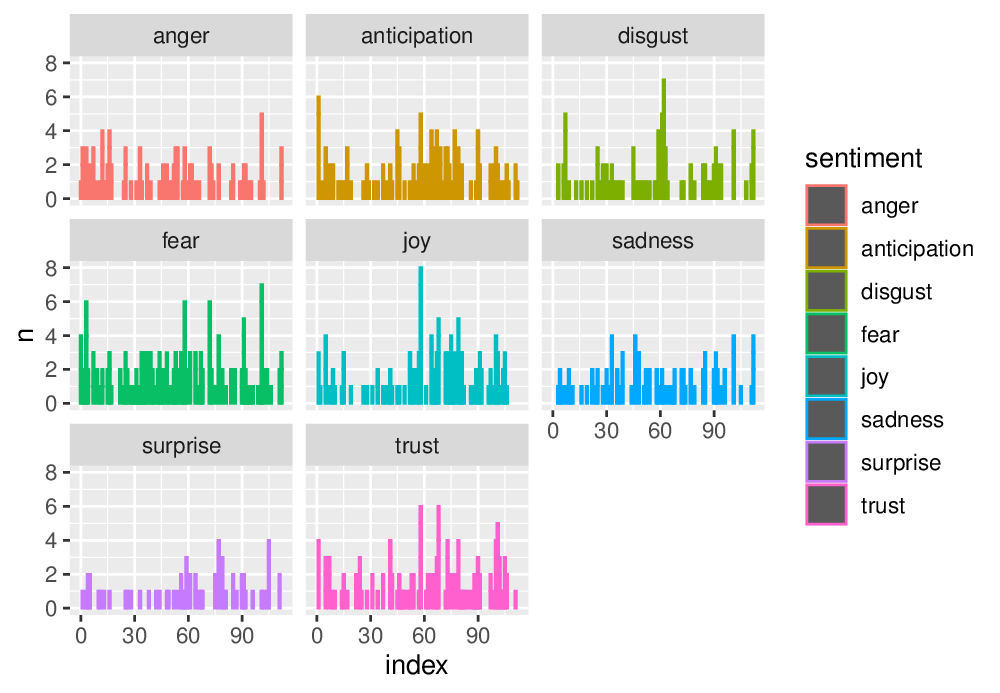 anger anticipation disgust
8
6
4
2
0
fear joy sadness
8
6
4
2
0
0 30 60 90
surprise trust
8
6
4
2
0
0 30 60 90 0 30 60 90
n
index
sentiment
anger
anticipation
disgust
fear
joy
sadness
surprise
trust